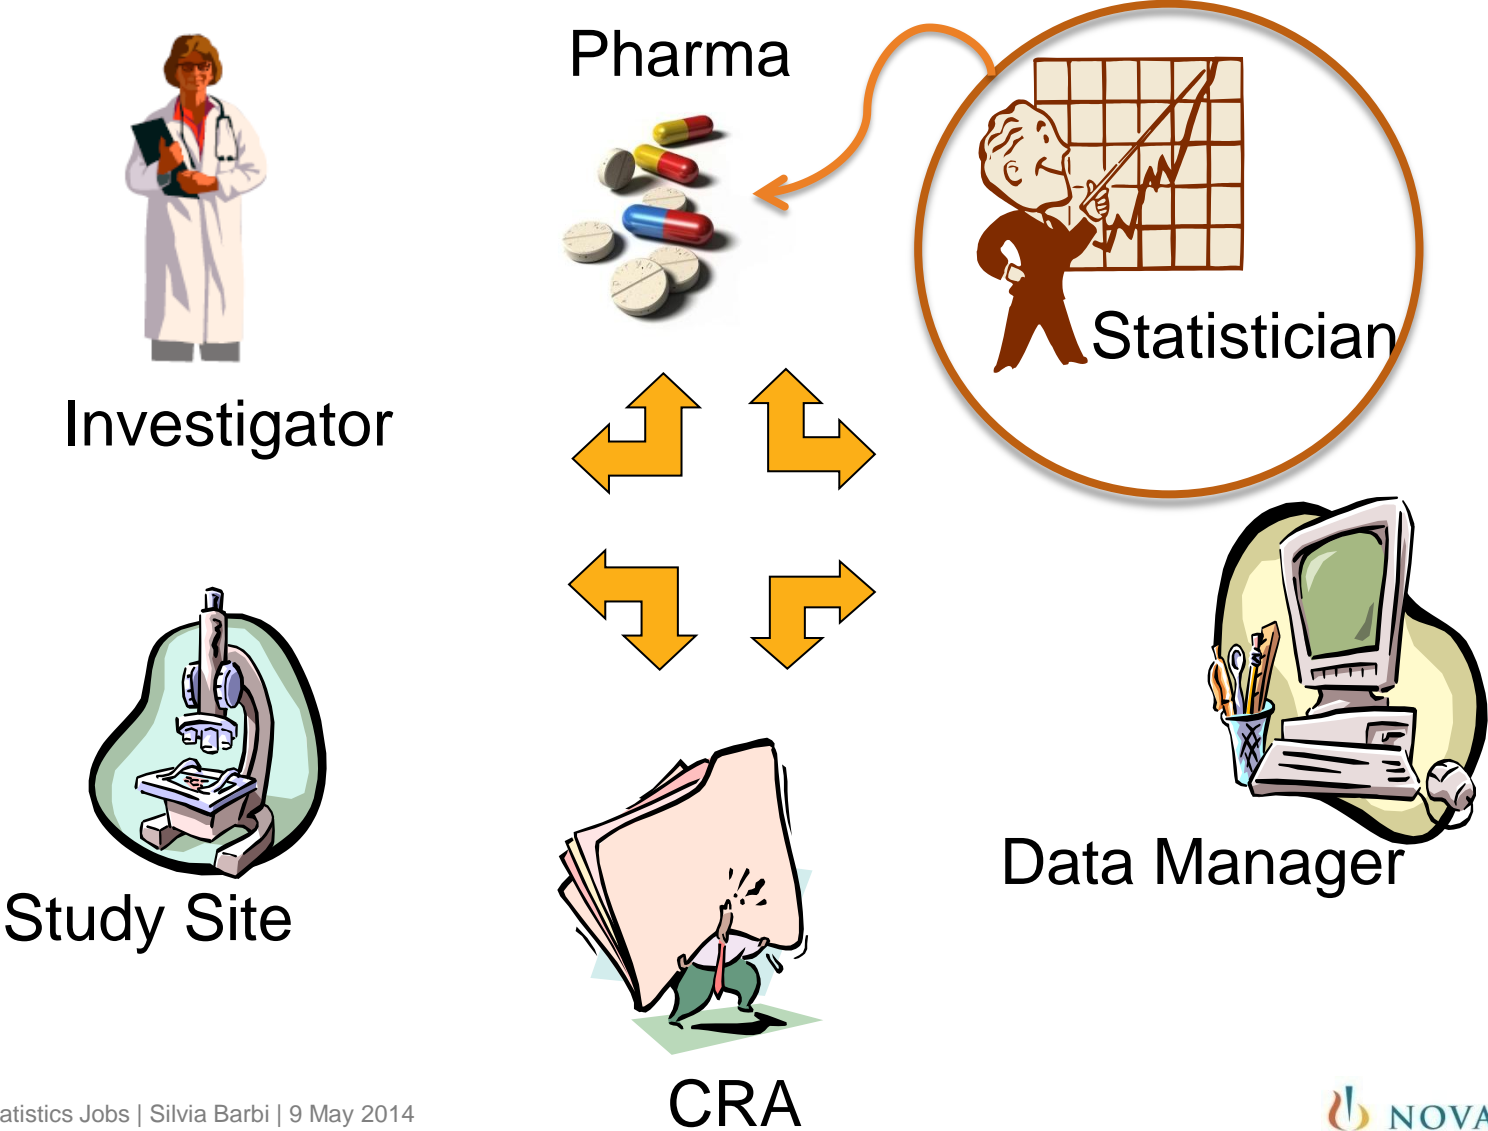 Pharma
Statistician
Investigator
Data Manager
Study Site
CRA
atistics Jobs | Silvia Barbi | 9 May 2014
NOVA